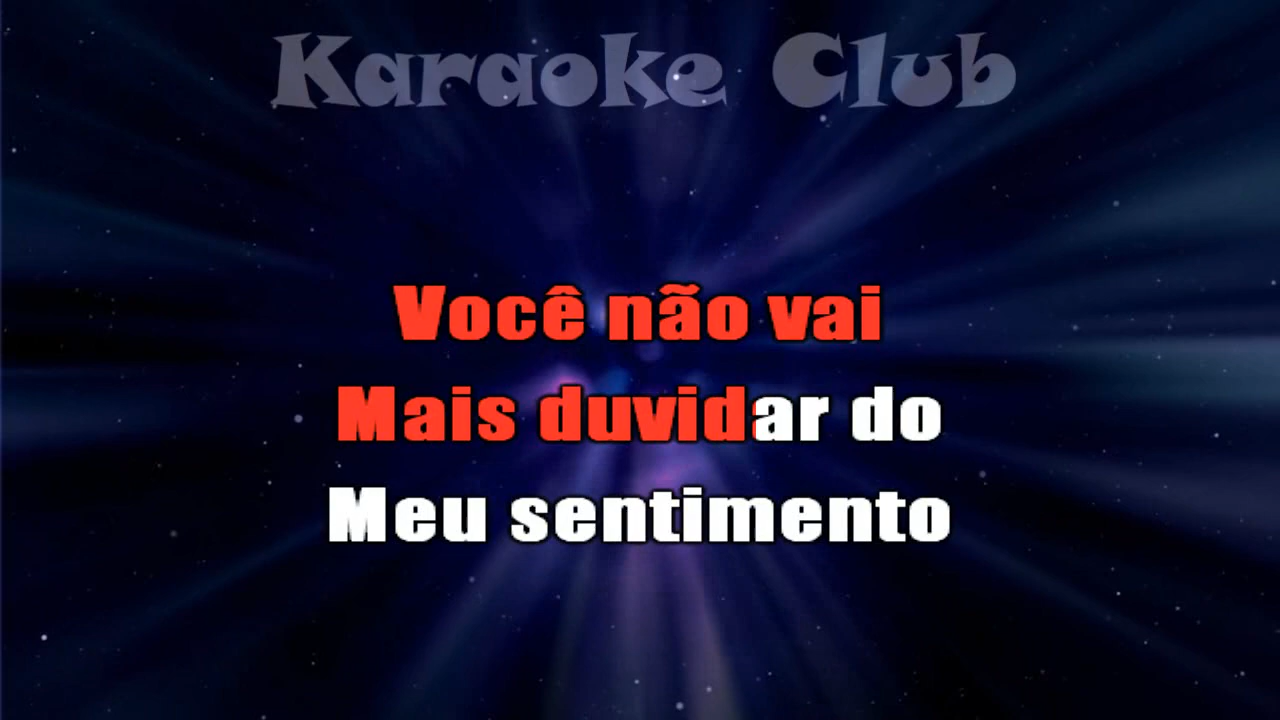 Karaoke Club
Você não vai
Mais duvidar do
Meu sentimento